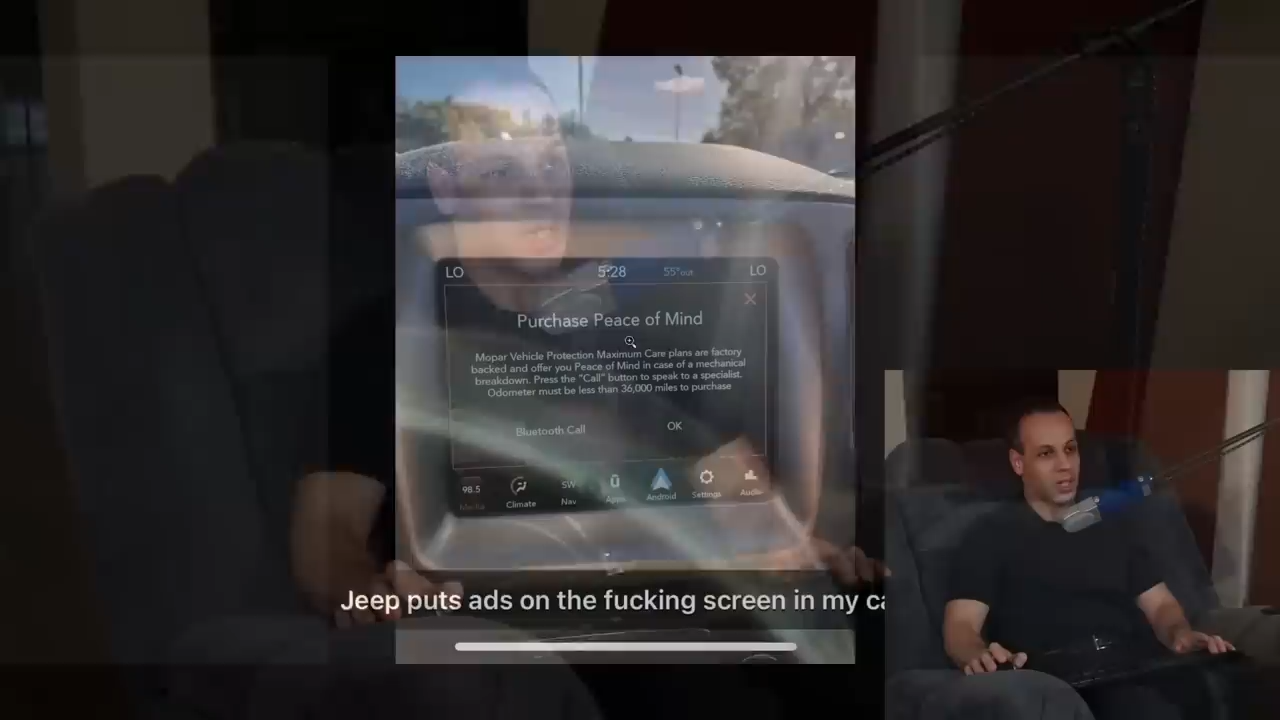 LO 5:28 55°out LO
Purchase Peace of Mind
Mopar Vehicle Protection Maximum Care plans are factory
backed and offer you Peace of Mind in case of a mechanical
breakdown. Press the "Call" button to speak to a specialist.
Odometer must be less than 36,000 miles to purchase
Bluetooth Call OK
98.5
Media Climate Nav Apps Android Settings Audio
SW
Jeep puts ads on the fucking screen in my